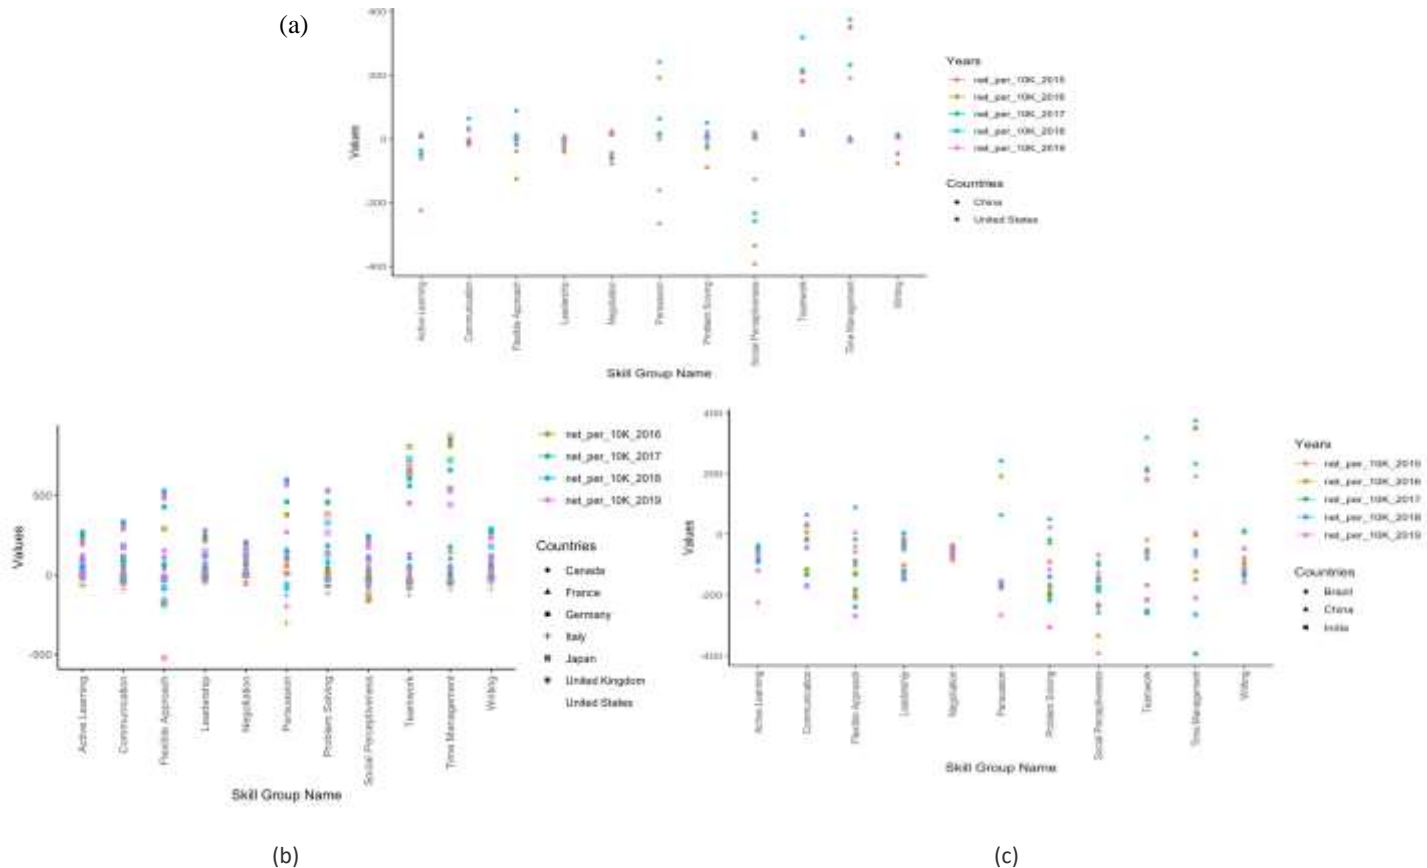 (a)
400
200
0
-200
-400
Values
Active Learning
Communication
Flexible Approach
Leadership
Negotiation
Persuasion
Problem Solving
Social Perceptiveness
Teamwork
Time Management
Writing
Skill Group Name
Years
net_per_10K_2015
net_per_10K_2016
net_per_10K_2017
net_per_10K_2018
net_per_10K_2019
Countries
China
United States
500
0
-500
Values
Active Learning
Communication
Flexible Approach
Leadership
Negotiation
Persuasion
Problem Solving
Social Perceptiveness
Teamwork
Time Management
Writing
Skill Group Name
net_per_10K_2016
net_per_10K_2017
net_per_10K_2018
net_per_10K_2019
Countries
Canada
France
Germany
Italy
Japan
United Kingdom
United States
(b)
400
200
0
-200
-400
Values
Active Learning
Communication
Flexible Approach
Leadership
Negotiation
Persuasion
Problem Solving
Social Perceptiveness
Teamwork
Time Management
Writing
Skill Group Name
Years
net_per_10K_2015
net_per_10K_2016
net_per_10K_2017
net_per_10K_2018
net_per_10K_2019
Countries
Brazil
China
India
(c)